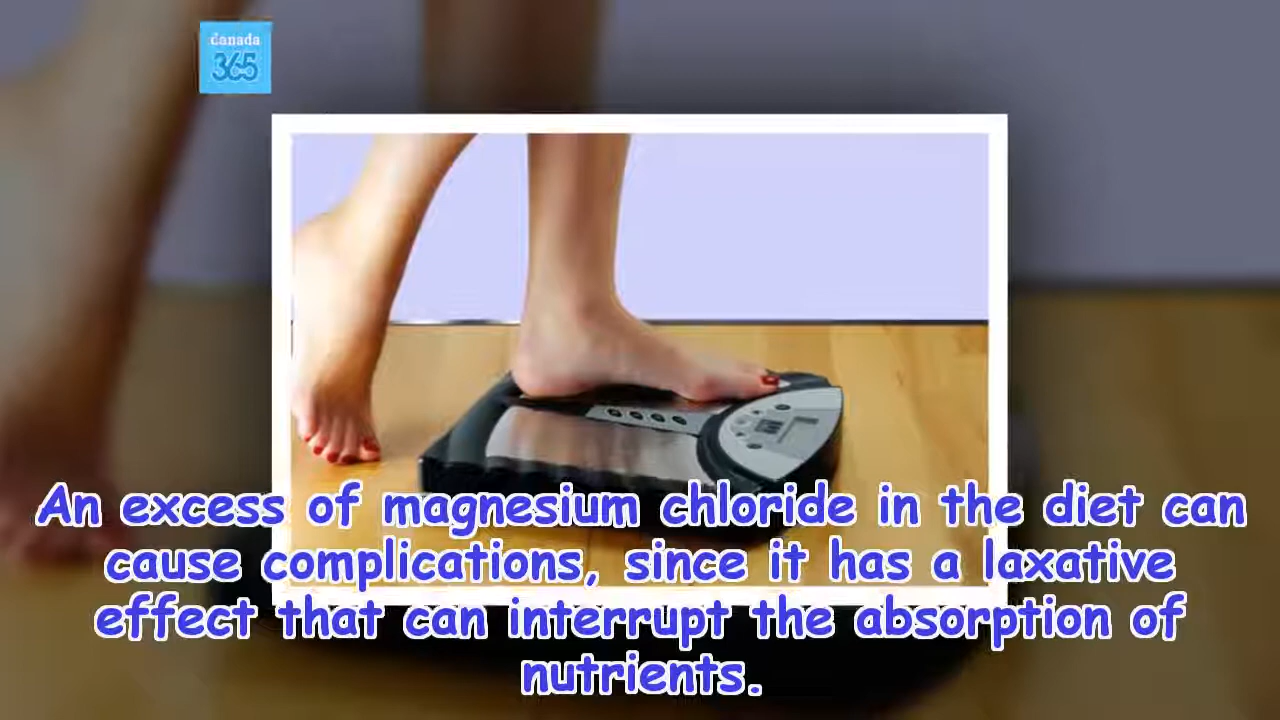 canada
365
An excess of magnesium chloride in the diet can
cause complications, since it has a laxative
effect that can interrupt the absorption of
nutrients.